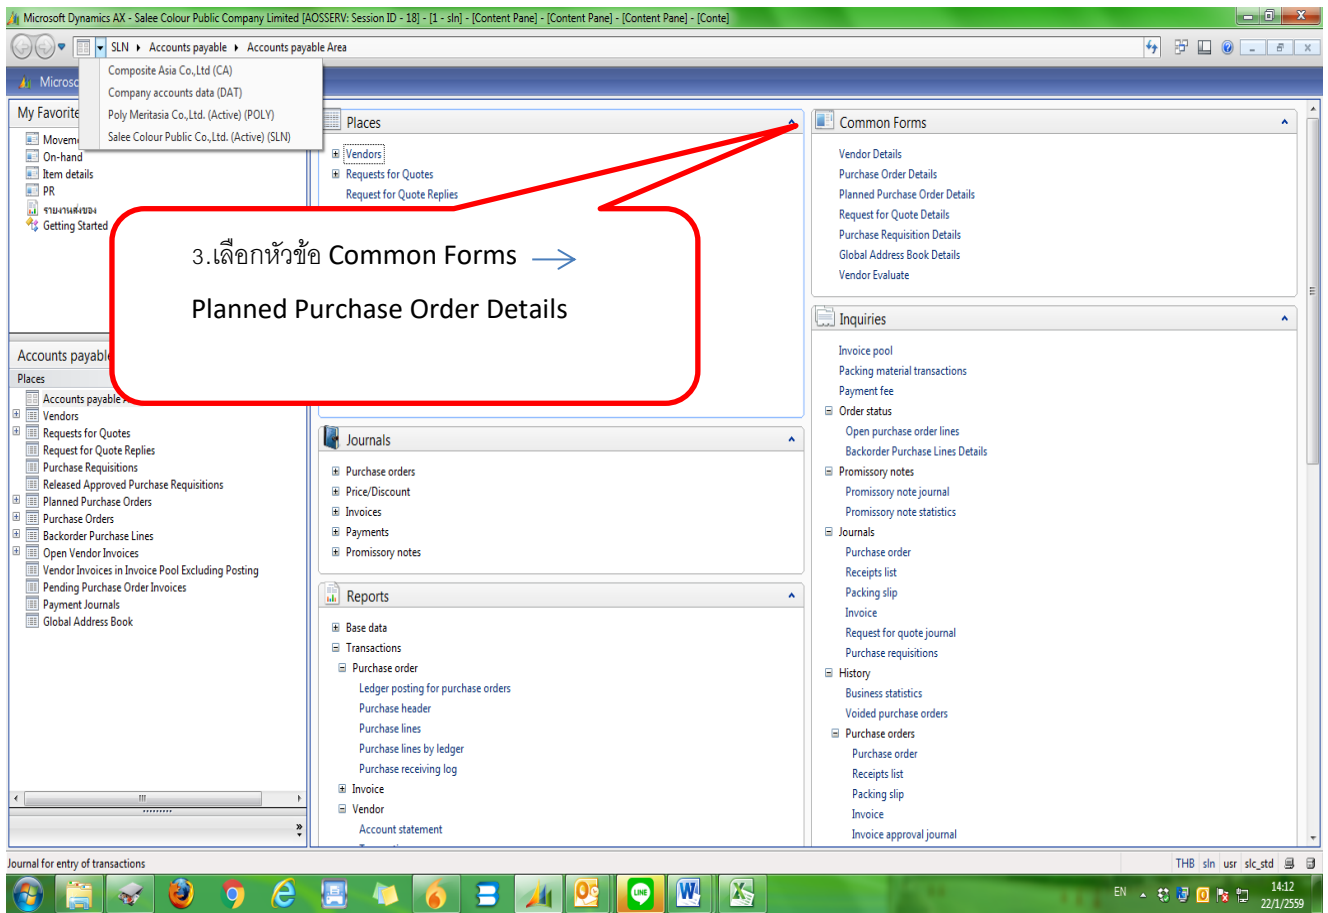 Microsoft Dynamics AX - Salee Colour Public Company Limited [AOSSERV: Session ID - 18] - [1 - sln] - [Content Pane] - [Content Pane] - [Content Pane] - [Conte]
SLN Accounts payable Accounts payable Area
Composite Asia Co.,Ltd (CA)
Company accounts data (DAT)
Poly Meritasia Co.,Ltd. (Active) (POLY)
Salee Colour Public Co.,Ltd. (Active) (SLN)
Microsc
My Favorite
Movem
On-hand
Item details
PR
รายงานส่งของ
Getting Started
Accounts payabl
Places
Accounts payable
Vendors
Requests for Quotes
Request for Quote Replies
Purchase Requisitions
Released Approved Purchase Requisitions
Planned Purchase Orders
Purchase Orders
Backorder Purchase Lines
Open Vendor Invoices
Vendor Invoices in Invoice Pool Excluding Posting
Pending Purchase Order Invoices
Payment Journals
Global Address Book
Places
Vendors
Requests for Quotes
Request for Quote Replies
3.เลือกหัวข้อ Common Forms
Planned Purchase Order Details
Journals
Purchase orders
Price/Discount
Invoices
Payments
Promissory notes
Reports
Base data
Transactions
Purchase order
Ledger posting for purchase orders
Purchase header
Purchase lines
Purchase lines by ledger
Purchase receiving log
Invoice
Vendor
Account statement
Common Forms
Vendor Details
Purchase Order Details
Planned Purchase Order Details
Request for Quote Details
Purchase Requisition Details
Global Address Book Details
Vendor Evaluate
Inquiries
Invoice pool
Packing material transactions
Payment fee
Order status
Open purchase order lines
Backorder Purchase Lines Details
Promissory notes
Promissory note journal
Promissory note statistics
Journals
Purchase order
Receipts list
Packing slip
Invoice
Request for quote journal
Purchase requisitions
History
Business statistics
Voided purchase orders
Purchase orders
Purchase order
Receipts list
Packing slip
Invoice
Invoice approval journal
Journal for entry of transactions
THB sln usr slc_std
LINE
EN
14:12
22/1/2559